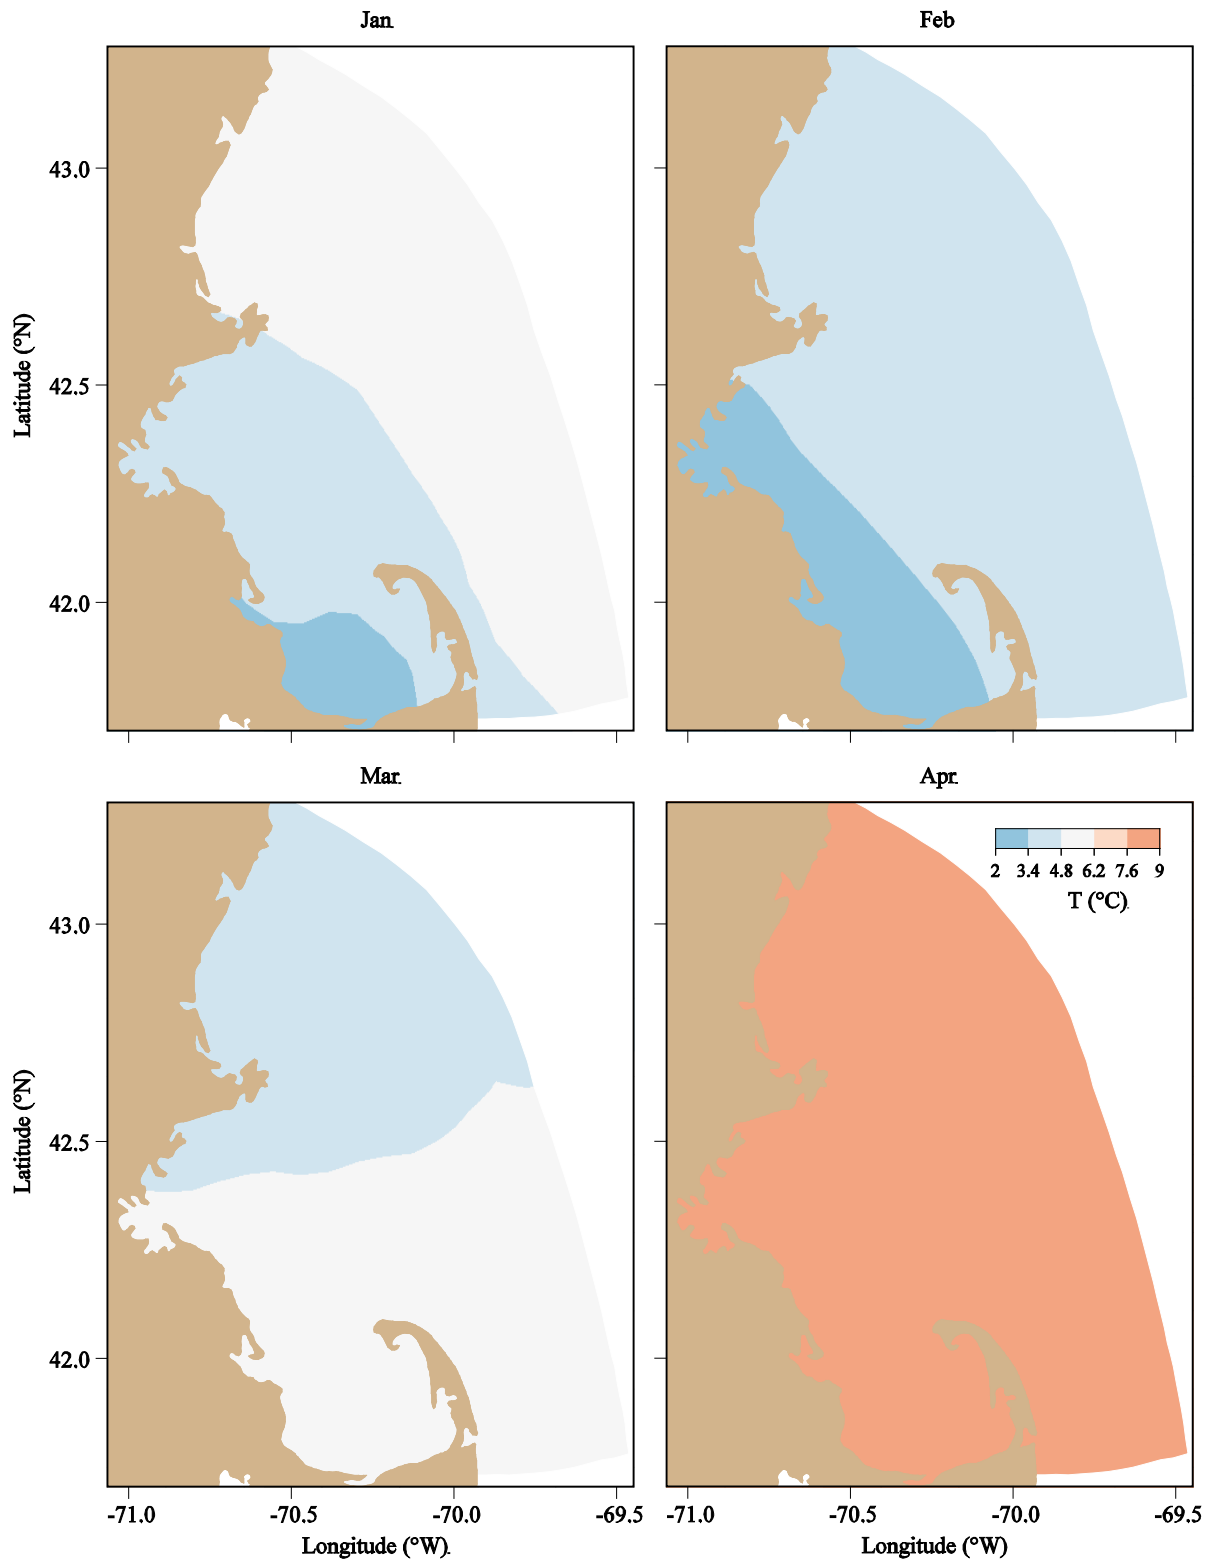 Jan.
Feb
43.0
42.5
42.0
Latitude (°N)
Mar.
Apr.
2 3.4 4.8 6.2 7.6 9
T (°C).
43.0
42.5
42.0
Latitude (°N)
-71.0 -70.5 -70.0 -69.5
-71.0 -70.5 -70.0 -69.5
Longitude (°W).
Longitude (°W)